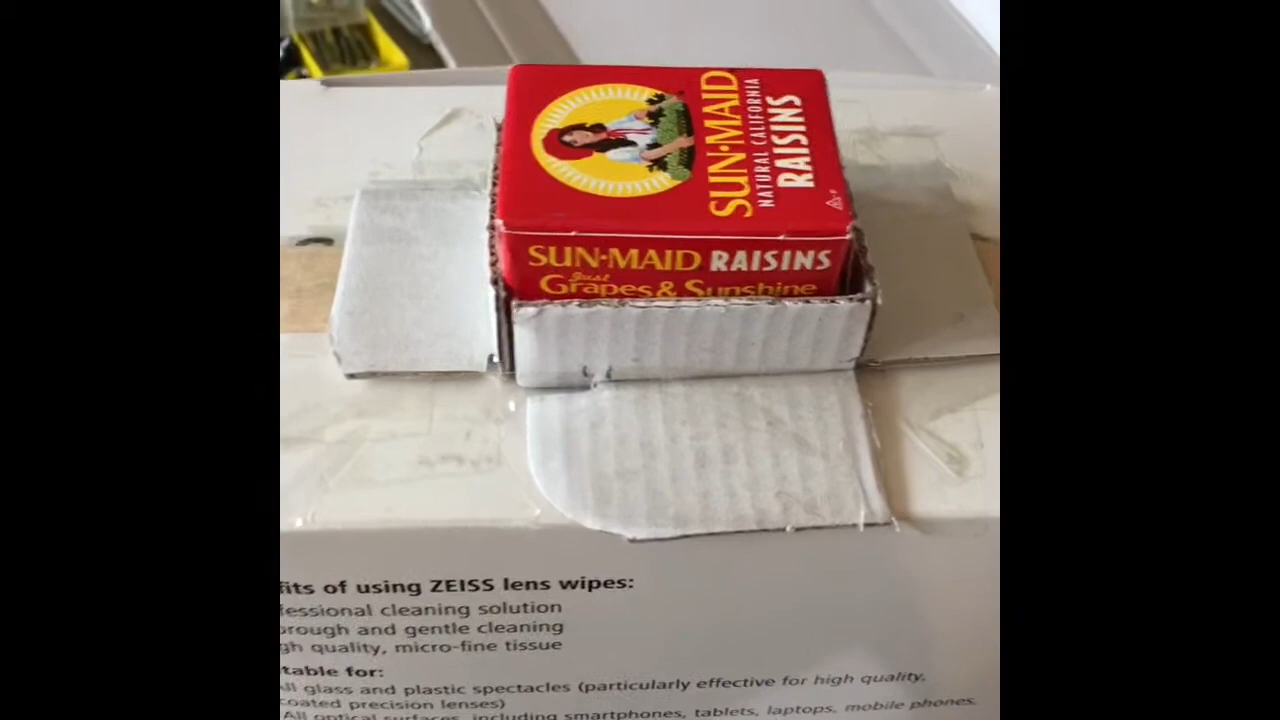 SUN·MAID
NATURAL CALIFORNIA
RAISINS
SUN·MAID RAISINS
Just
Grapes & Sunshine
fits of using ZEISS lens wipes:
fessional cleaning solution
orough and gentle cleaning
gh quality, micro-fine tissue
table for:
ll glass and plastic spectacles (particularly effective for high quality,
coated precision lenses)
All optical surfaces, including smartphones, tablets, laptops, mobile phones,